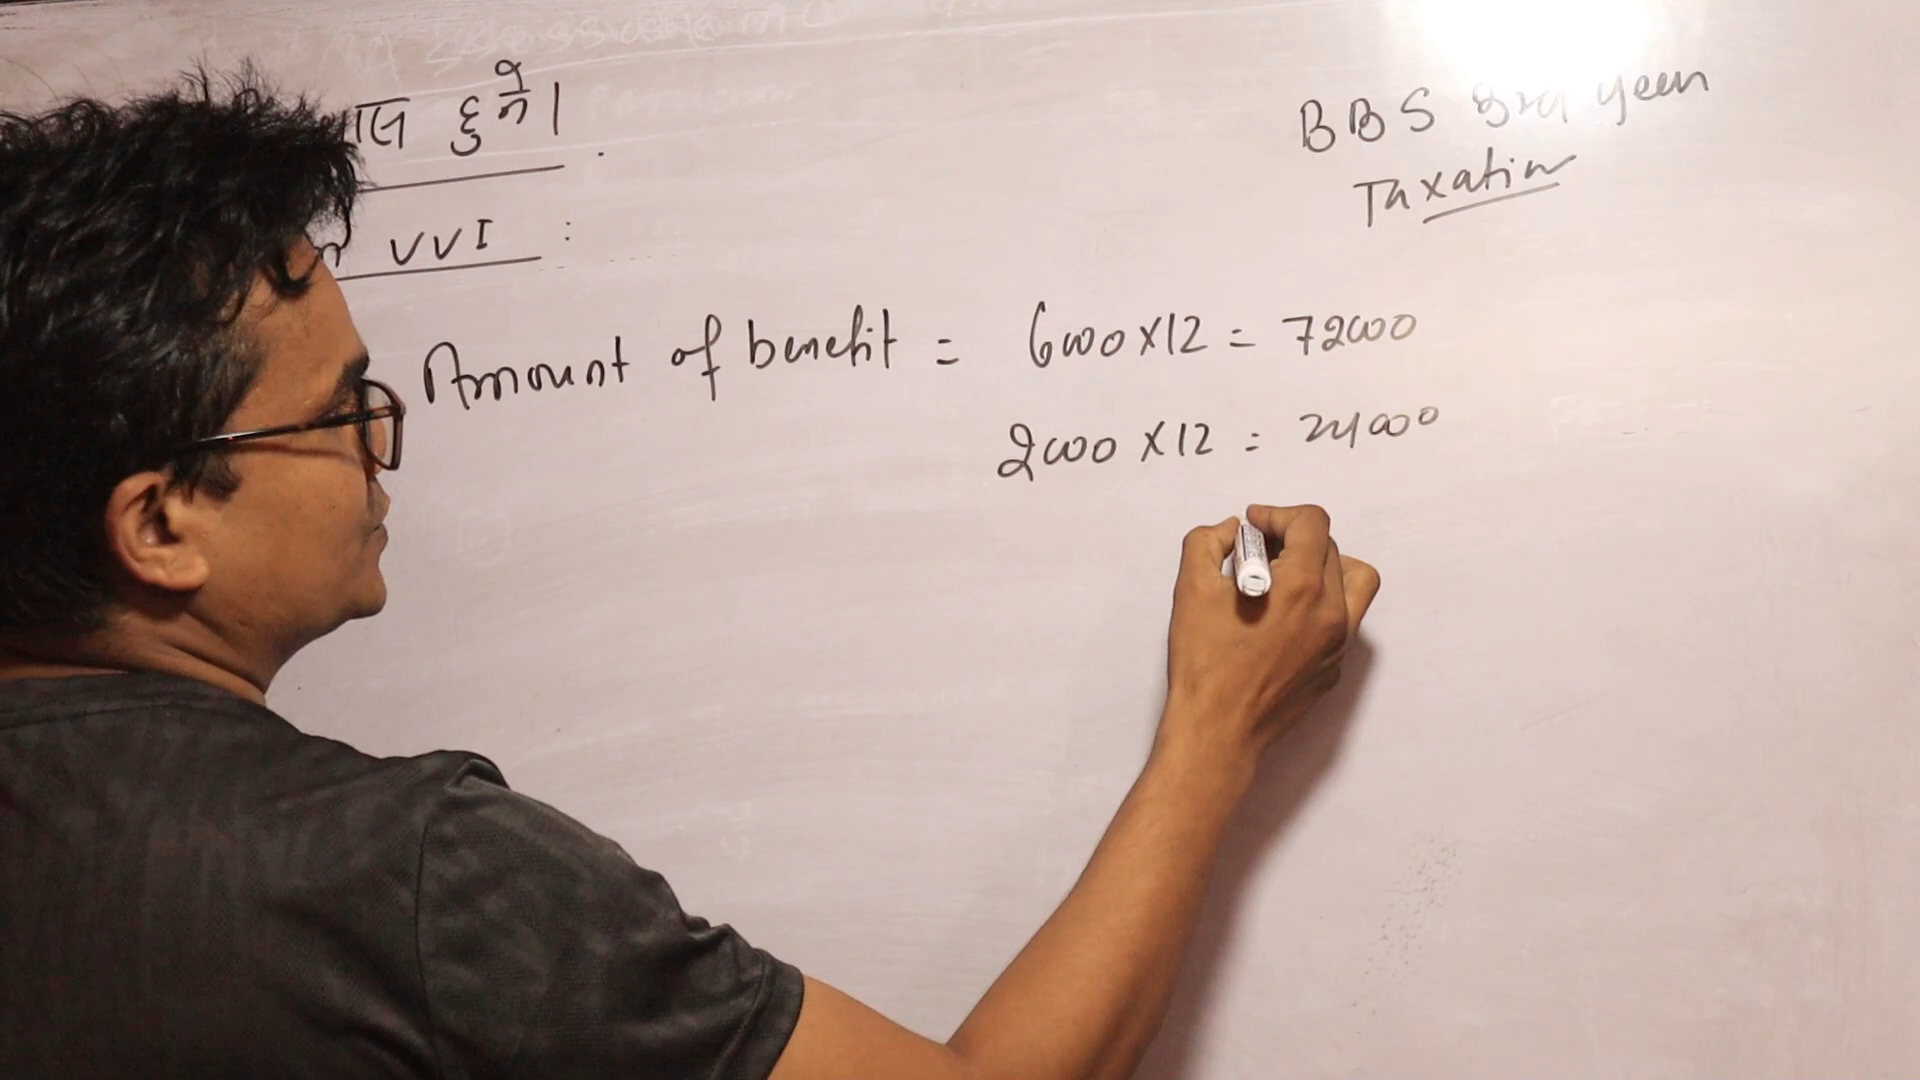 हुने।
BBS 3rd year
Taxation
VVI :
Amount of benefit = 6000 X 12 = 72000
2000 X 12 = 24000